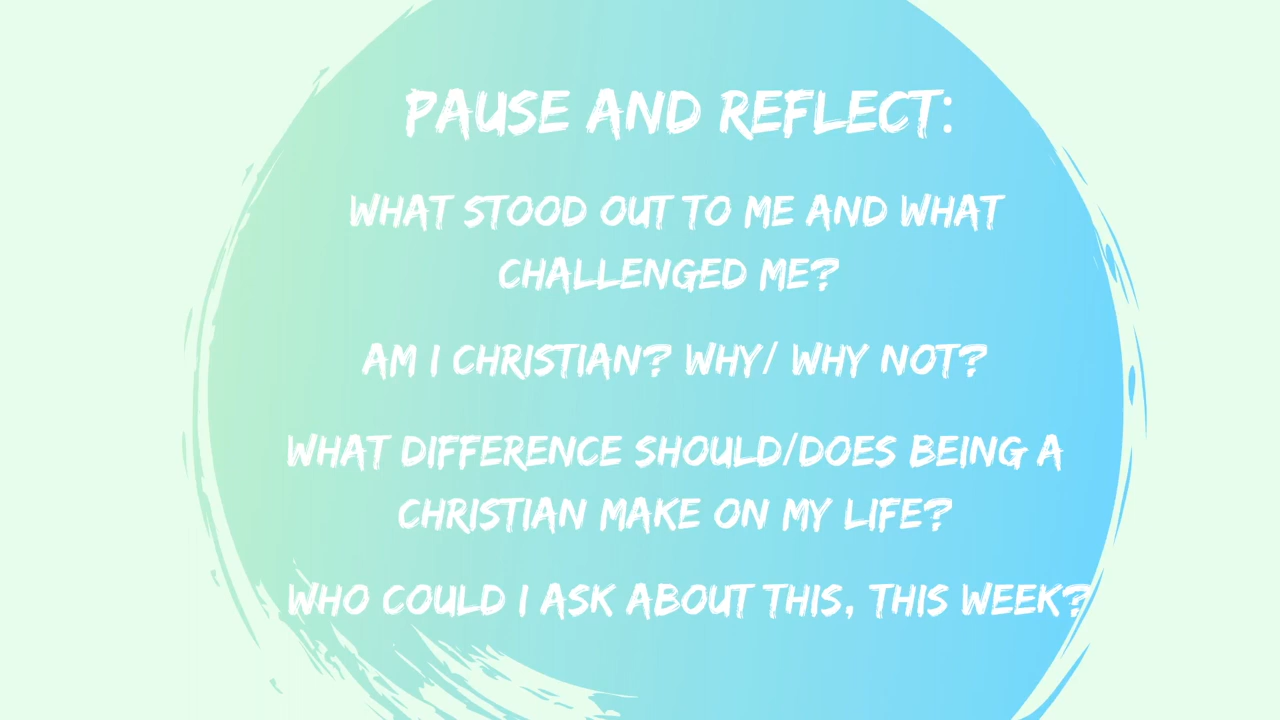 PAUSE AND REFLECT:
WHAT STOOD OUT TO ME AND WHAT
CHALLENGED ME?
AM I CHRISTIAN? WHY/ WHY NOT?
WHAT DIFFERENCE SHOULD/DOES BEING A
CHRISTIAN MAKE ON MY LIFE?
WHO COULD I ASK ABOUT THIS, THIS WEEK?